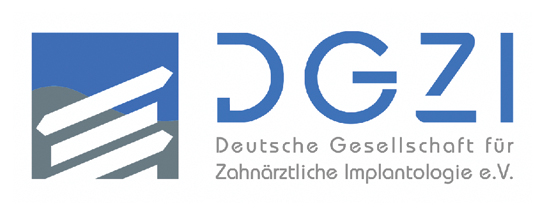 DGZI
Deutsche Gesellschaft für
Zahnärztliche Implantologie e.V.